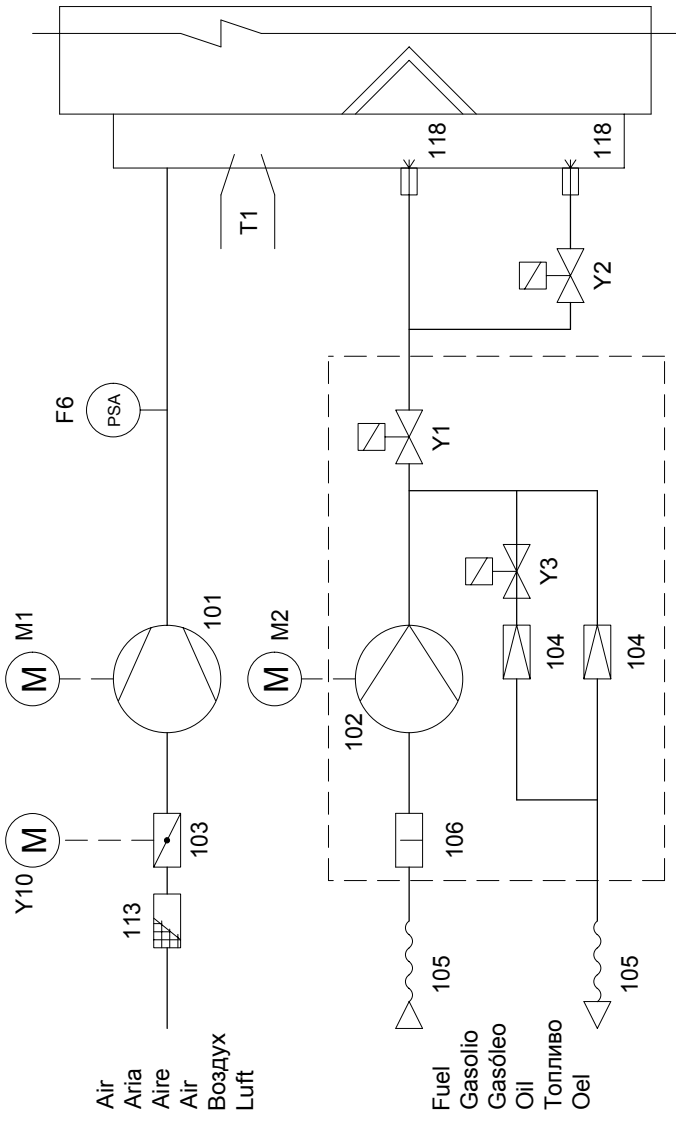 118
118
T1
Y2
F6
PSA
Y1
M1
M
101
M2
M
102
Y3
104
104
Y10
M
103
113
106
105
105
Air
Aria
Aire
Air
Воздух
Luft
Fuel
Gasolio
Gasóleo
Oil
Топливо
Oel